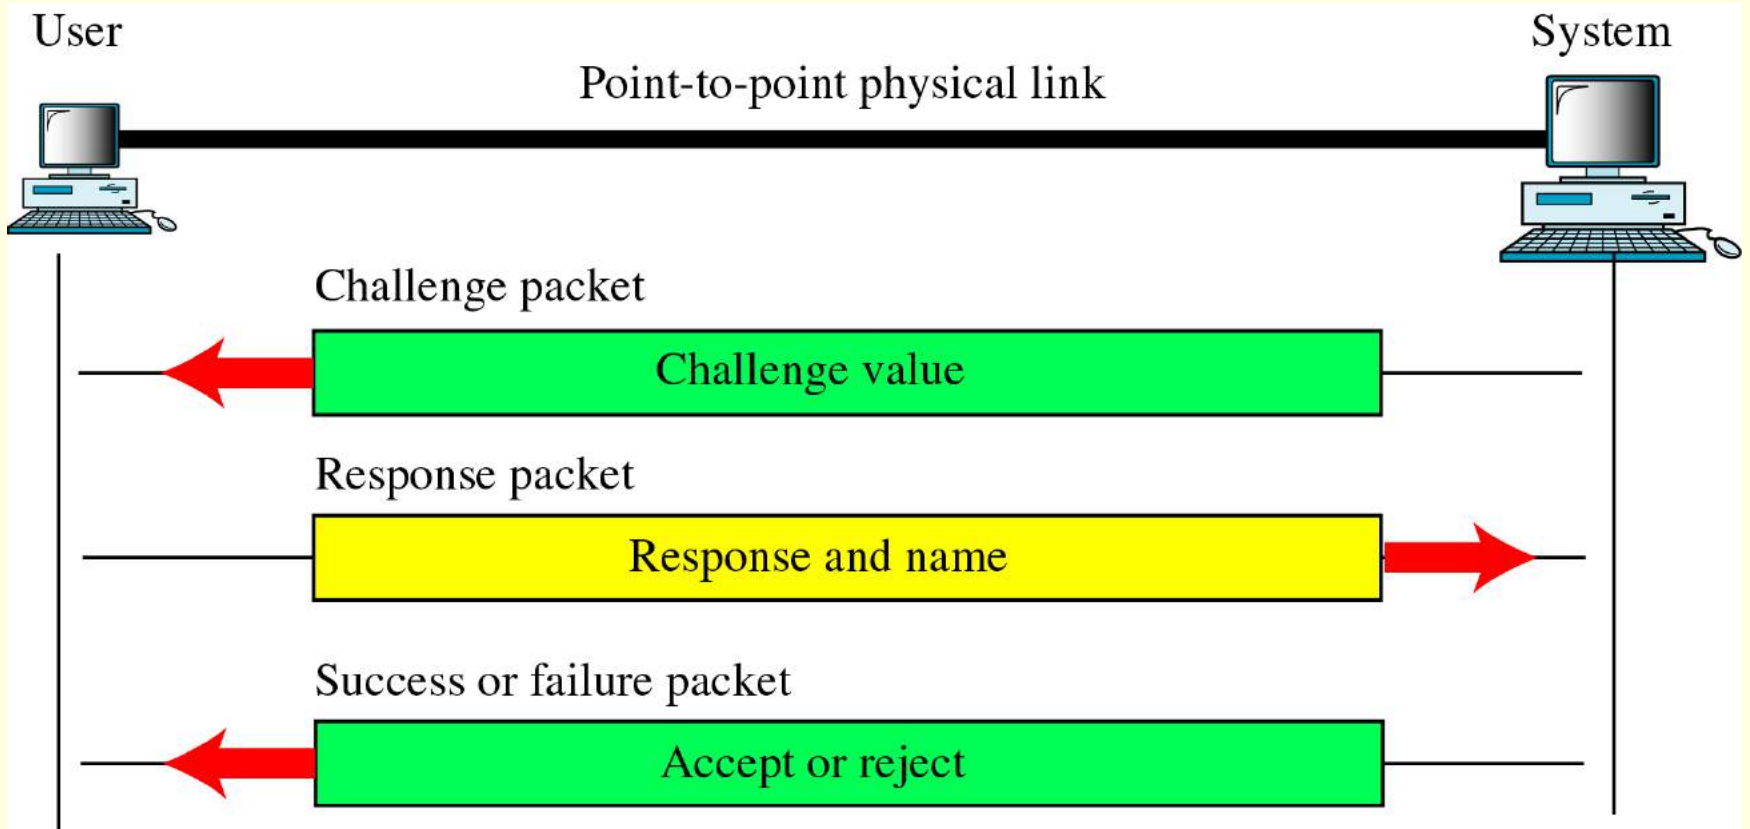 User
System
Point-to-point physical link
Challenge packet
Challenge value
Response packet
Response and name
Success or failure packet
Accept or reject